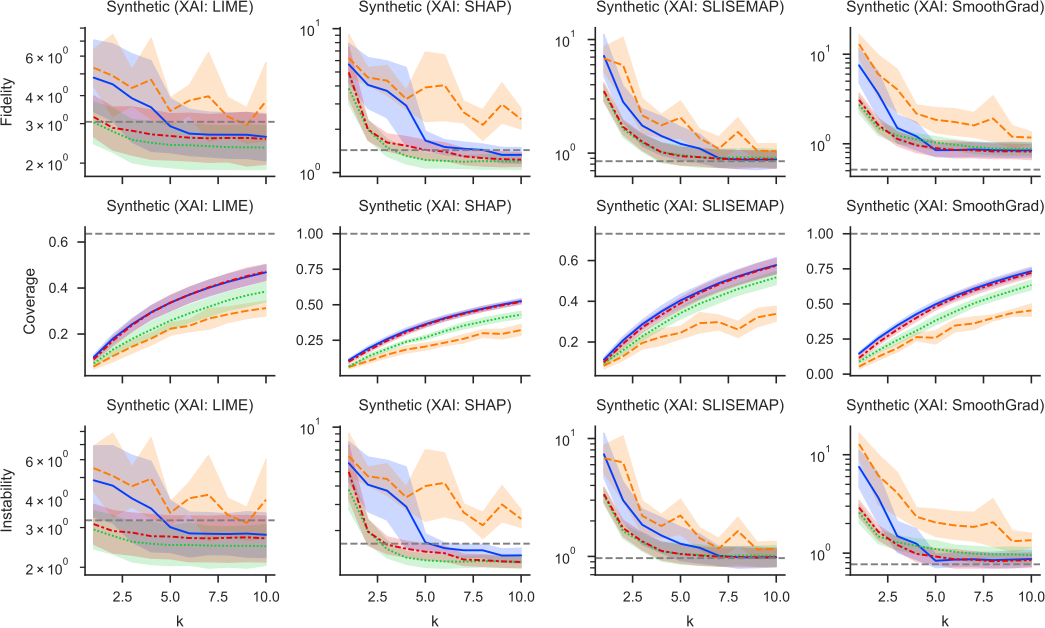 Synthetic (XAI: LIME) Synthetic (XAI: SHAP) Synthetic (XAI: SLISEMAP) Synthetic (XAI: SmoothGrad)
Fidelity
6 × 10⁰
4 × 10⁰
3 × 10⁰
2 × 10⁰
10¹
10⁰
10¹
10⁰
10¹
10⁰
Synthetic (XAI: LIME) Synthetic (XAI: SHAP) Synthetic (XAI: SLISEMAP) Synthetic (XAI: SmoothGrad)
Coverage
0.6
0.4
0.2
1.00
0.75
0.50
0.25
0.6
0.4
0.2
1.00
0.75
0.50
0.25
0.00
Synthetic (XAI: LIME) Synthetic (XAI: SHAP) Synthetic (XAI: SLISEMAP) Synthetic (XAI: SmoothGrad)
Instability
6 × 10⁰
4 × 10⁰
3 × 10⁰
2 × 10⁰
10¹
10¹
10⁰
10¹
10⁰
2.5 5.0 7.5 10.0 2.5 5.0 7.5 10.0 2.5 5.0 7.5 10.0 2.5 5.0 7.5 10.0
k k k k